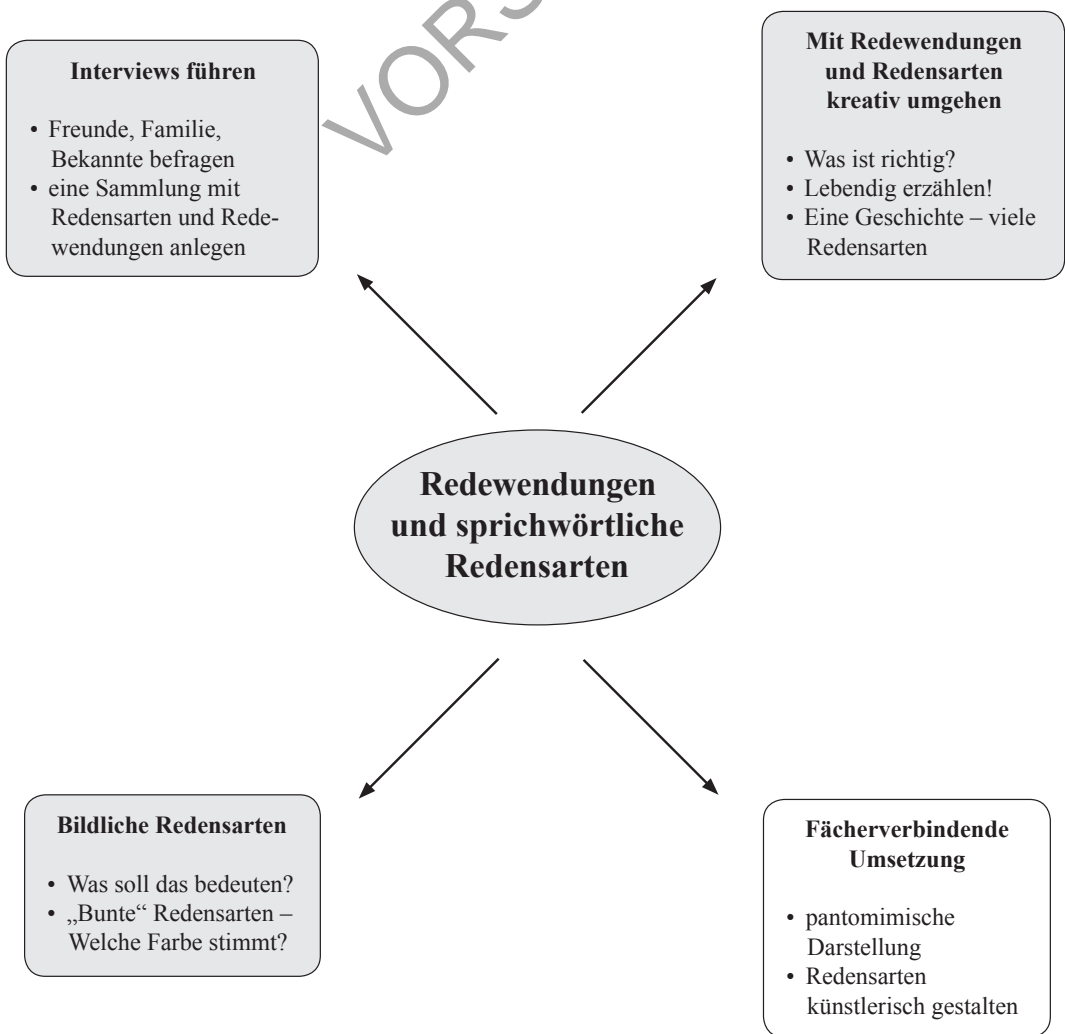 VORS
Interviews führen
• Freunde, Familie,
Bekannte befragen
• eine Sammlung mit
Redensarten und Rede-
wendungen anlegen
Mit Redewendungen
und Redensarten
kreativ umgehen
• Was ist richtig?
• Lebendig erzählen!
• Eine Geschichte – viele
Redensarten
Redewendungen
und sprichwörtliche
Redensarten
Bildliche Redensarten
• Was soll das bedeuten?
• „Bunte“ Redensarten –
Welche Farbe stimmt?
Fächerverbindende
Umsetzung
• pantomimische
Darstellung
• Redensarten
künstlerisch gestalten